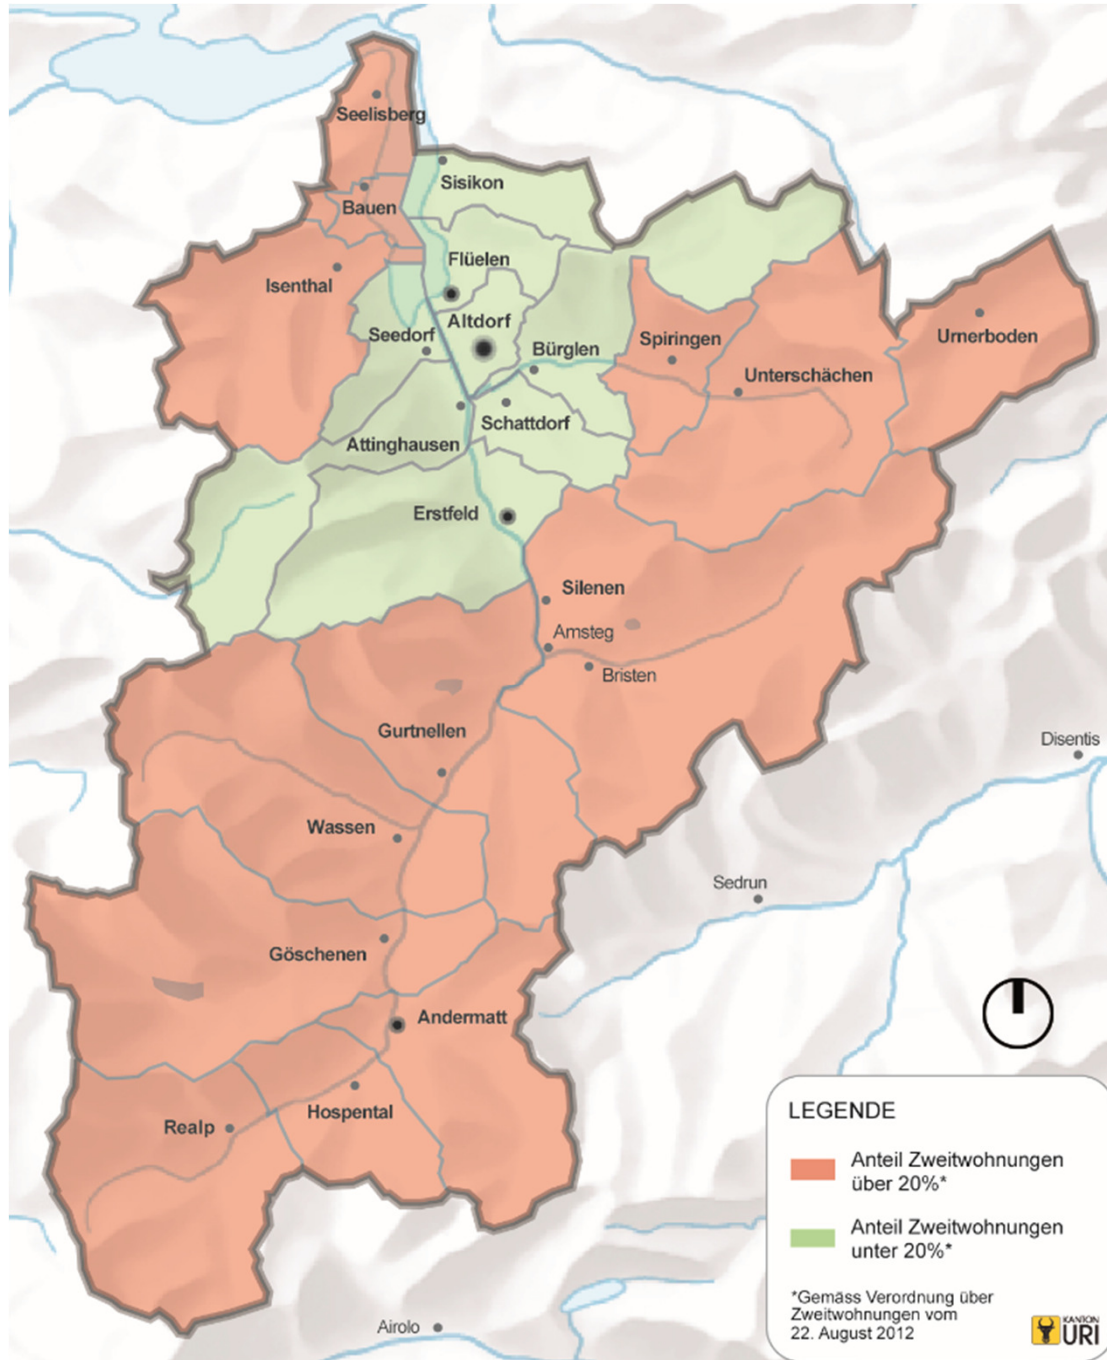 Seelisberg
Sisikon
Bauen
Flüelen
Isenthal
Altdorf
Seedorf
Bürglen
Spiringen
Urnerboden
Unterschächen
Schattdorf
Attinghausen
Erstfeld
Silenen
Amsteg
Bristen
Gurtnellen
Disentis
Wassen
Sedrun
Göschenen
Andermatt
Hospental
Realp
Airolo
LEGENDE
Anteil Zweitwohnungen
über 20%*
Anteil Zweitwohnungen
unter 20%*
*Gemäss Verordnung über
Zweitwohnungen vom
22. August 2012
KANTON
URI